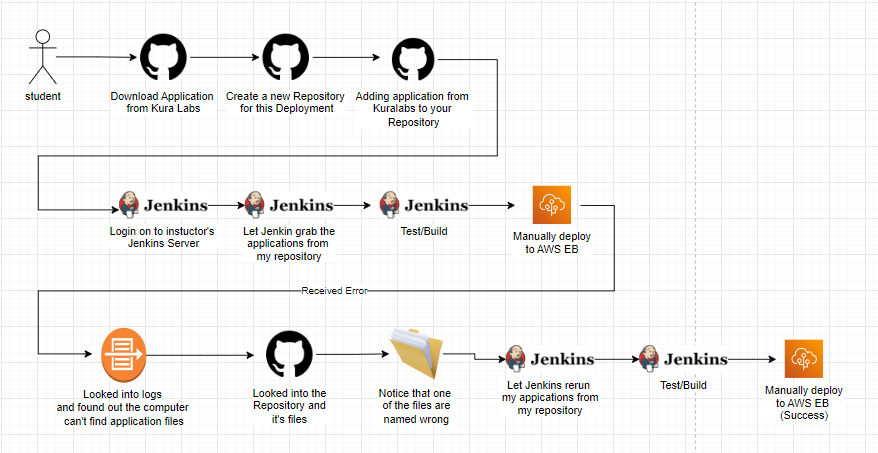 student
Download Application
from Kura Labs
Create a new Repository
for this Deployment
Adding application from
Kuralabs to your
Repository
Jenkins
Jenkins
Jenkins
Login on to instuctor's
Jenkins Server
Let Jenkin grab the
applications from
my repository
Test/Build
Manually deploy
to AWS EB
Received Error
Looked into logs
and found out the computer
can't find application files
Looked into the
Repository and
it's files
Notice that one
of the files are
named wrong
Jenkins
Jenkins
Let Jenkins rerun
my appications from
my repository
Test/Build
Manually deploy
to AWS EB
(Success)